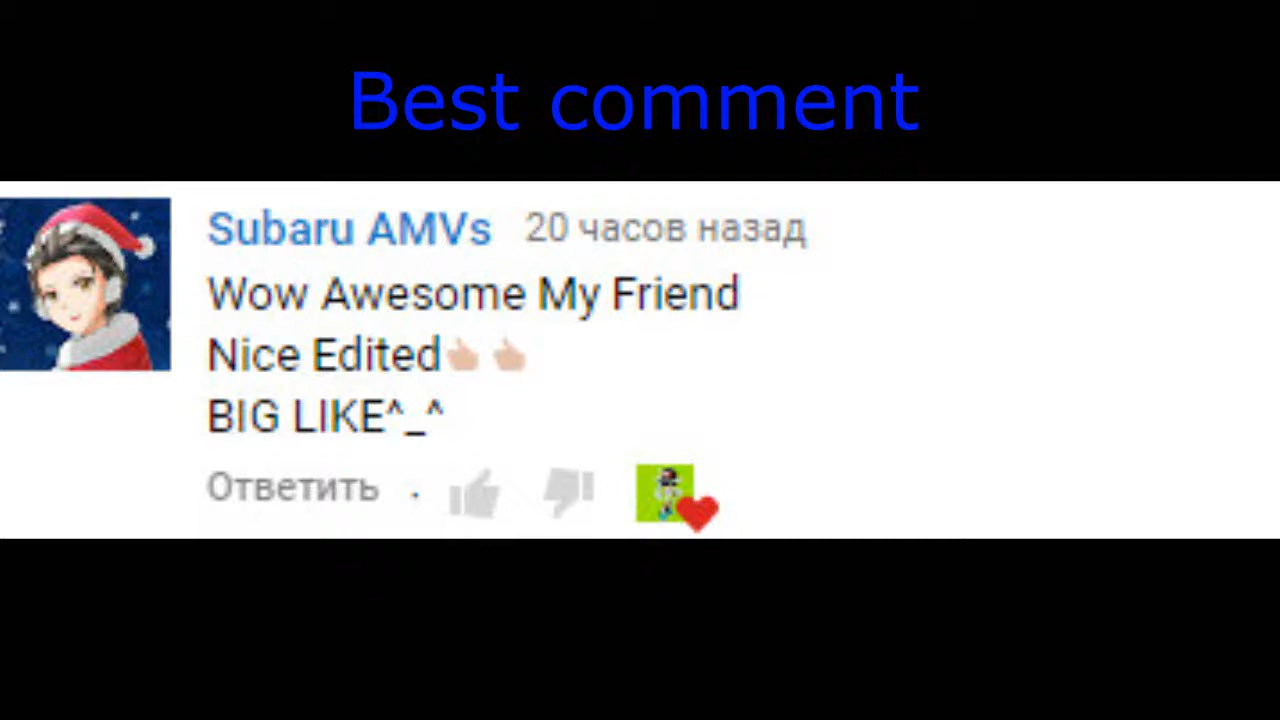 Best comment
Subaru AMVs 20 часов назад
Wow Awesome My Friend
Nice Edited👍🏻👍🏻
BIG LIKE^_^
Ответить ·